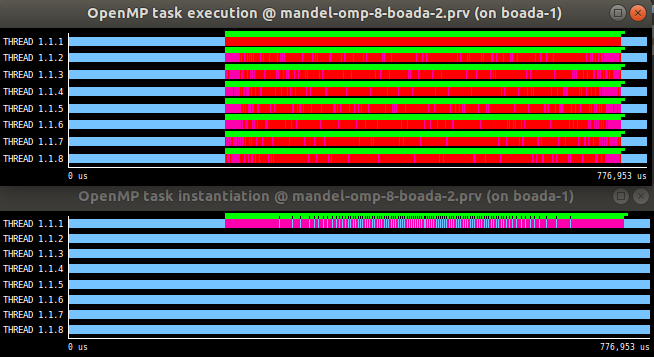 OpenMP task execution @ mandel-omp-8-boada-2.prv (on boada-1)
THREAD 1.1.1
THREAD 1.1.2
THREAD 1.1.3
THREAD 1.1.4
THREAD 1.1.5
THREAD 1.1.6
THREAD 1.1.7
THREAD 1.1.8
0 us 776,953 us
OpenMP task instantiation @ mandel-omp-8-boada-2.prv (on boada-1)
THREAD 1.1.1
THREAD 1.1.2
THREAD 1.1.3
THREAD 1.1.4
THREAD 1.1.5
THREAD 1.1.6
THREAD 1.1.7
THREAD 1.1.8
0 us 776,953 us